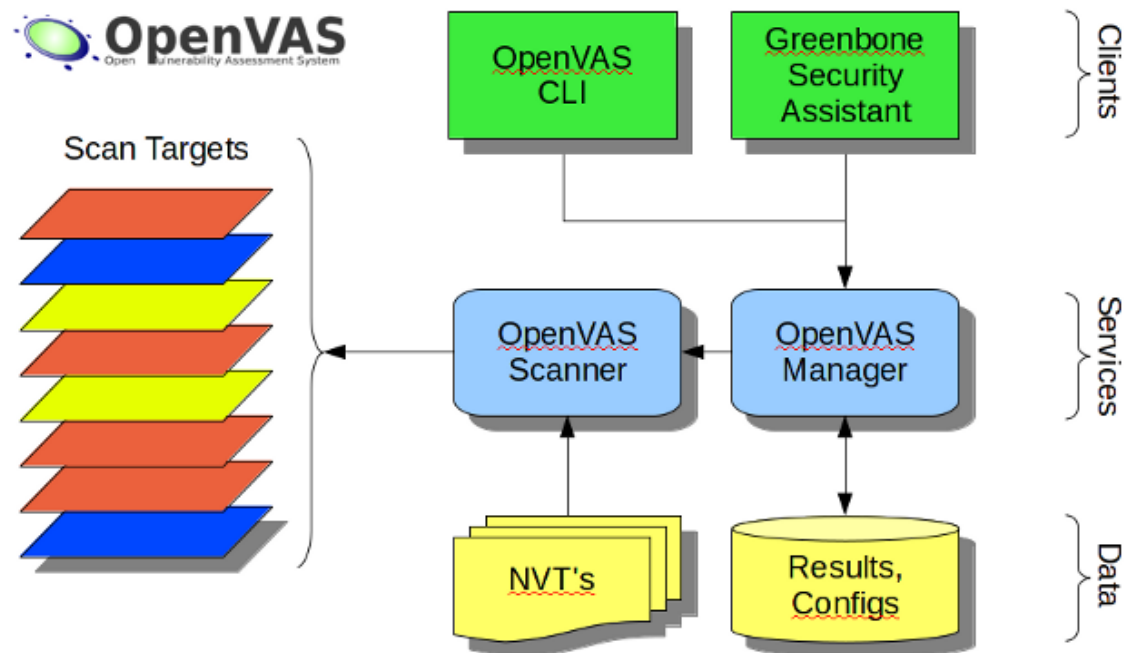 OpenVAS
Open Vulnerability Assessment System
OpenVAS
CLI
Greenbone
Security
Assistant
Clients
Scan Targets
OpenVAS
Scanner
OpenVAS
Manager
Services
NVT's
Results,
Configs
Data